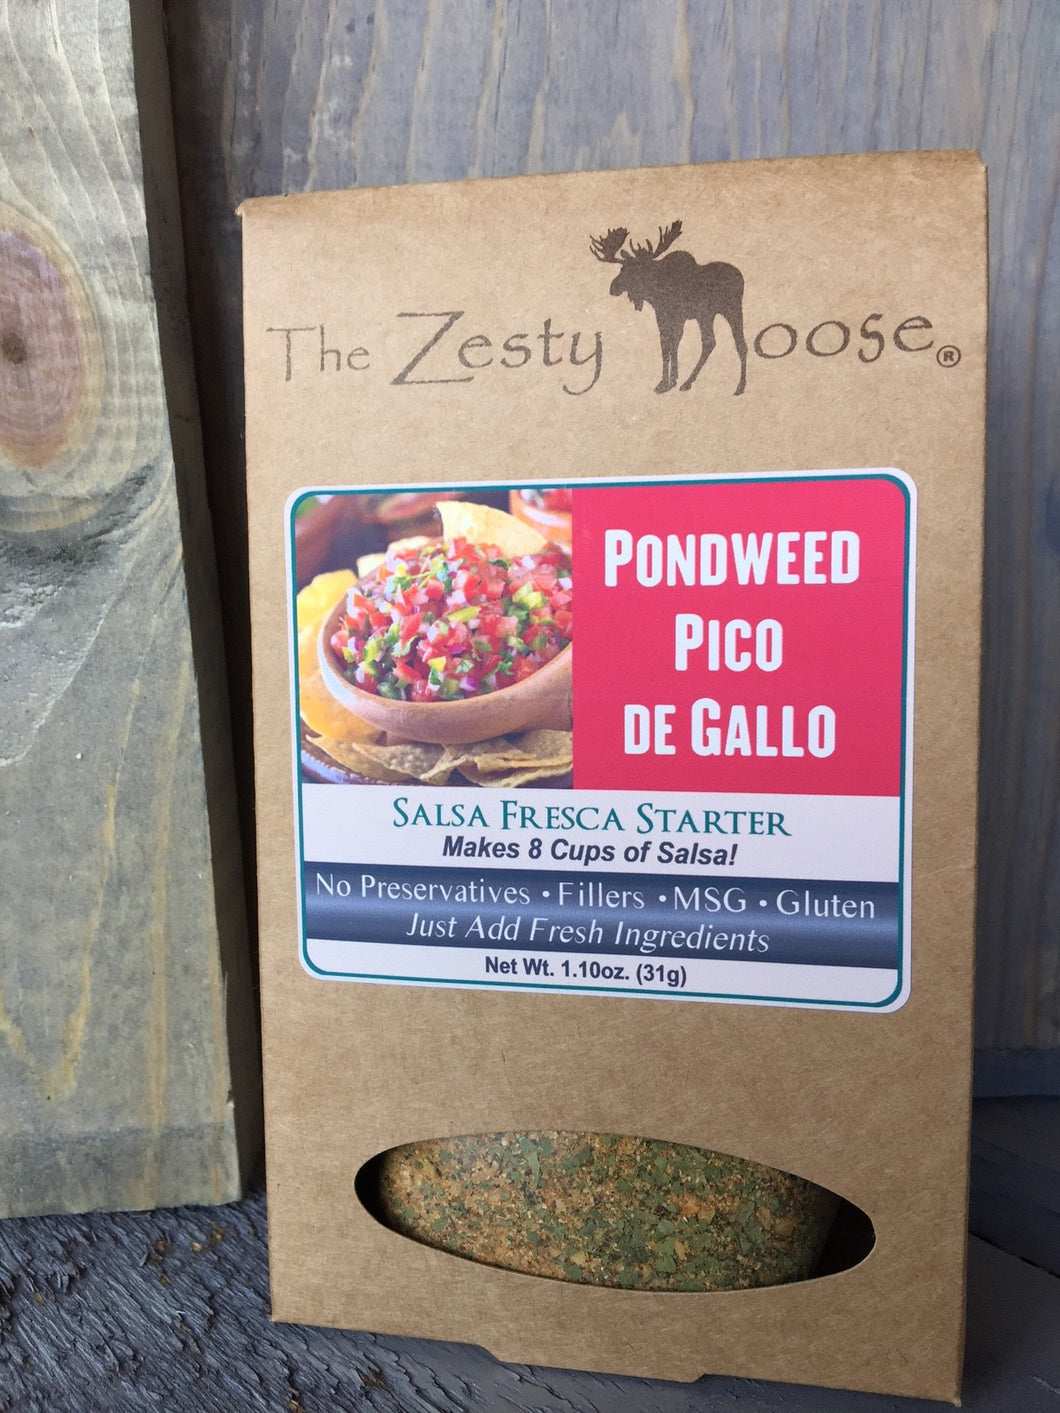 The Zesty Moose®
PONDWEED
PICO
DE GALLO
SALSA FRESCA STARTER
Makes 8 Cups of Salsa!
No Preservatives • Fillers • MSG • Gluten
Just Add Fresh Ingredients
Net Wt. 1.10oz. (31g)